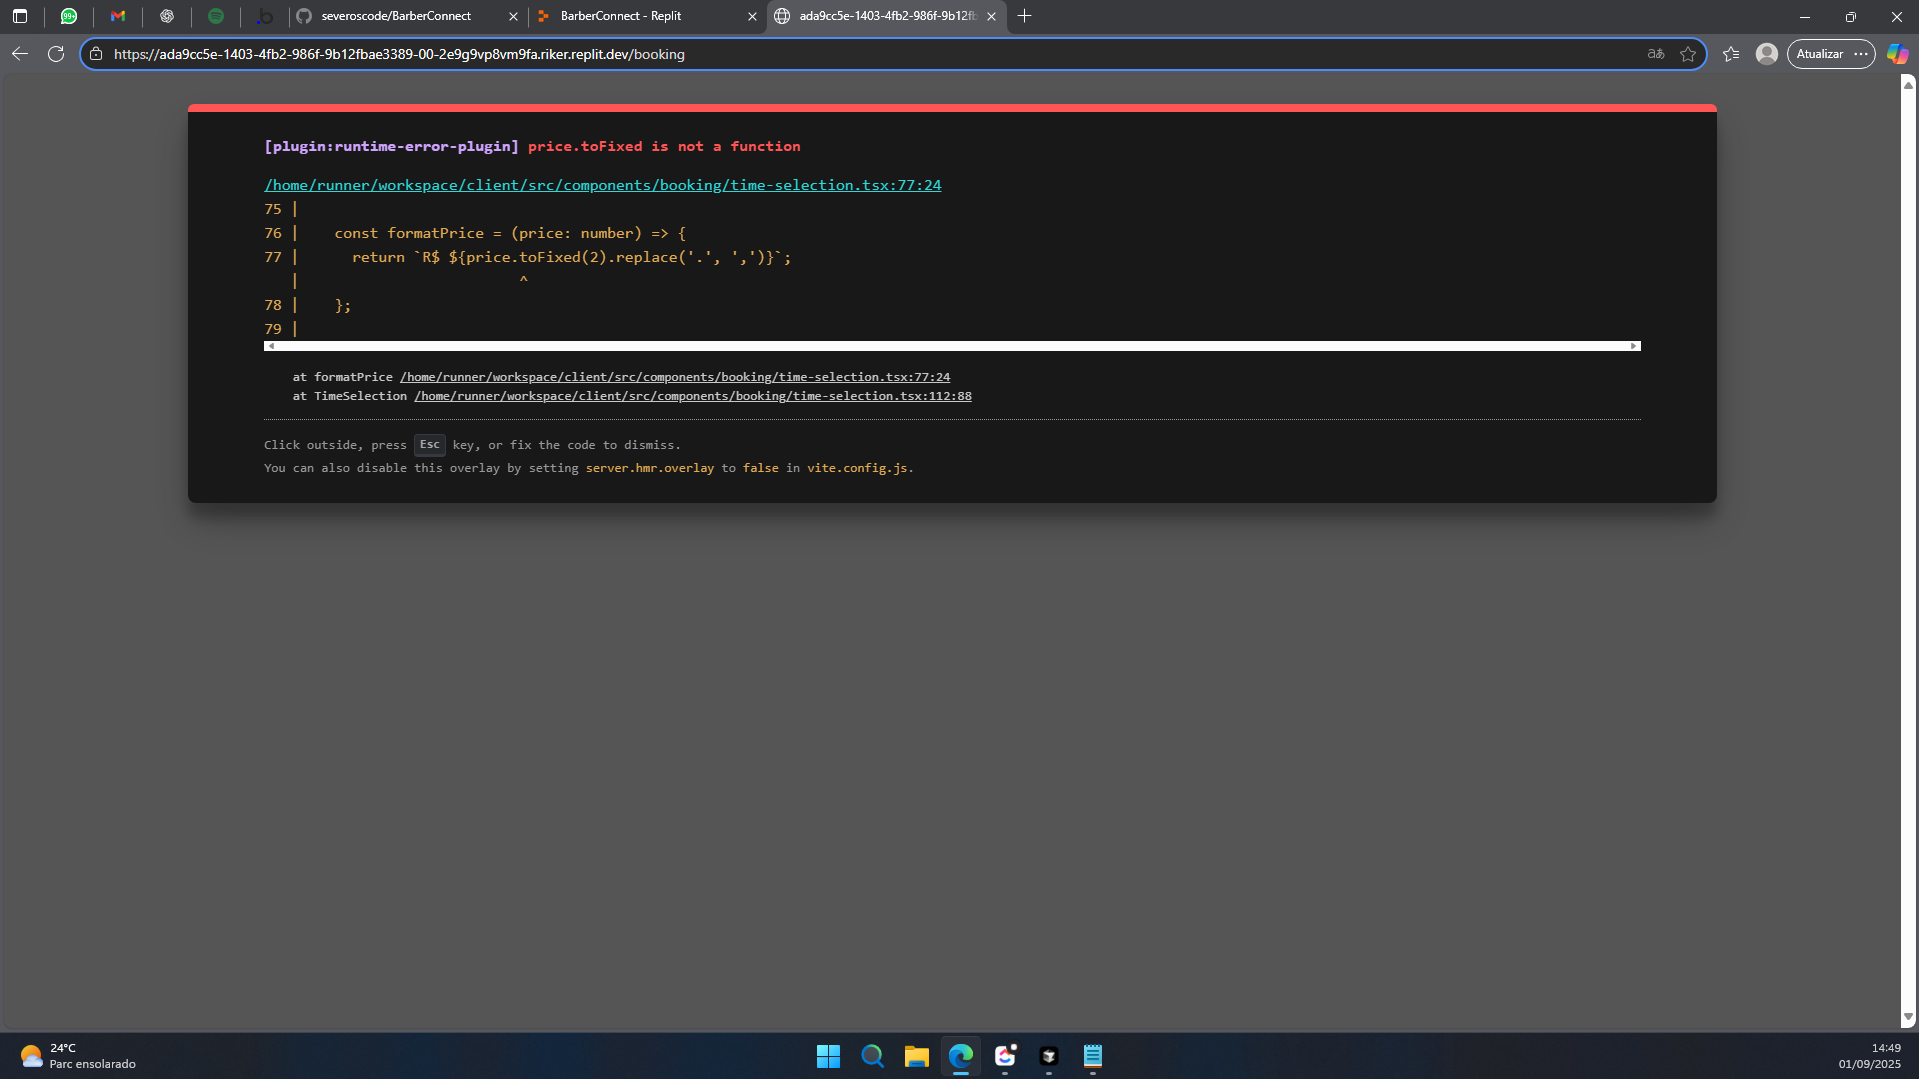 99+
severoscode/BarberConnect
BarberConnect - Replit
ada9cc5e-1403-4fb2-986f-9b12fb
https://ada9cc5e-1403-4fb2-986f-9b12fbae3389-00-2e9g9vp8vm9fa.riker.replit.dev/booking
aあ
Atualizar
[plugin:runtime-error-plugin] price.toFixed is not a function
/home/runner/workspace/client/src/components/booking/time-selection.tsx:77:24
75 |
76 |    const formatPrice = (price: number) => {
77 |      return `R$ ${price.toFixed(2).replace('.', ',')}`;
|                         ^
78 |    };
79 |
at formatPrice /home/runner/workspace/client/src/components/booking/time-selection.tsx:77:24
at TimeSelection /home/runner/workspace/client/src/components/booking/time-selection.tsx:112:88
Click outside, press Esc key, or fix the code to dismiss.
You can also disable this overlay by setting server.hmr.overlay to false in vite.config.js.
24°C
Parc ensolarado
14:49
01/09/2025